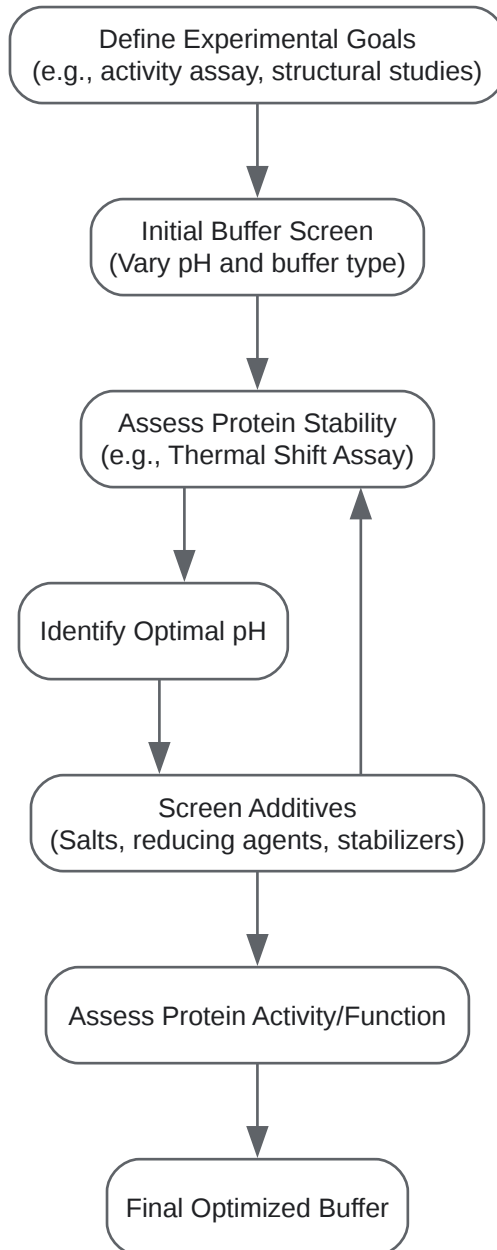 Define Experimental Goals
(e.g., activity assay, structural studies)
Initial Buffer Screen
(Vary pH and buffer type)
Assess Protein Stability
(e.g., Thermal Shift Assay)
Identify Optimal pH
Screen Additives
(Salts, reducing agents, stabilizers)
Assess Protein Activity/Function
Final Optimized Buffer